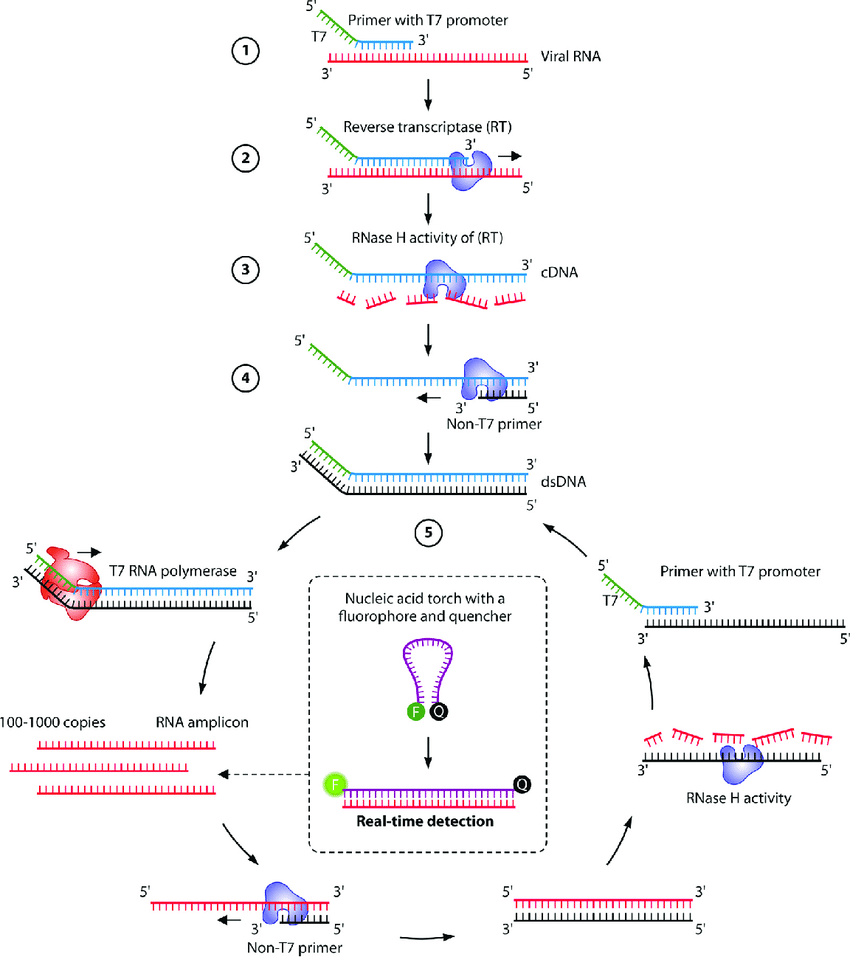 5'
Primer with T7 promoter
T7
3'
1
Viral RNA
3'
5'
Reverse transcriptase (RT)
3'
2
3'
5'
RNase H activity of (RT)
5'
3'
3
cDNA
5'
3'
4
3'
5'
Non-T7 primer
5'
3'
3'
dsDNA
5'
5
5'
3'
T7 RNA polymerase
3'
5'
Nucleic acid torch with a
fluorophore and quencher
F
Q
F
Q
Real-time detection
5'
Primer with T7 promoter
T7
3'
3'
5'
100-1000 copies
RNA amplicon
3'
5'
RNase H activity
5'
3'
3'
5'
Non-T7 primer
5'
3'
3'
5'